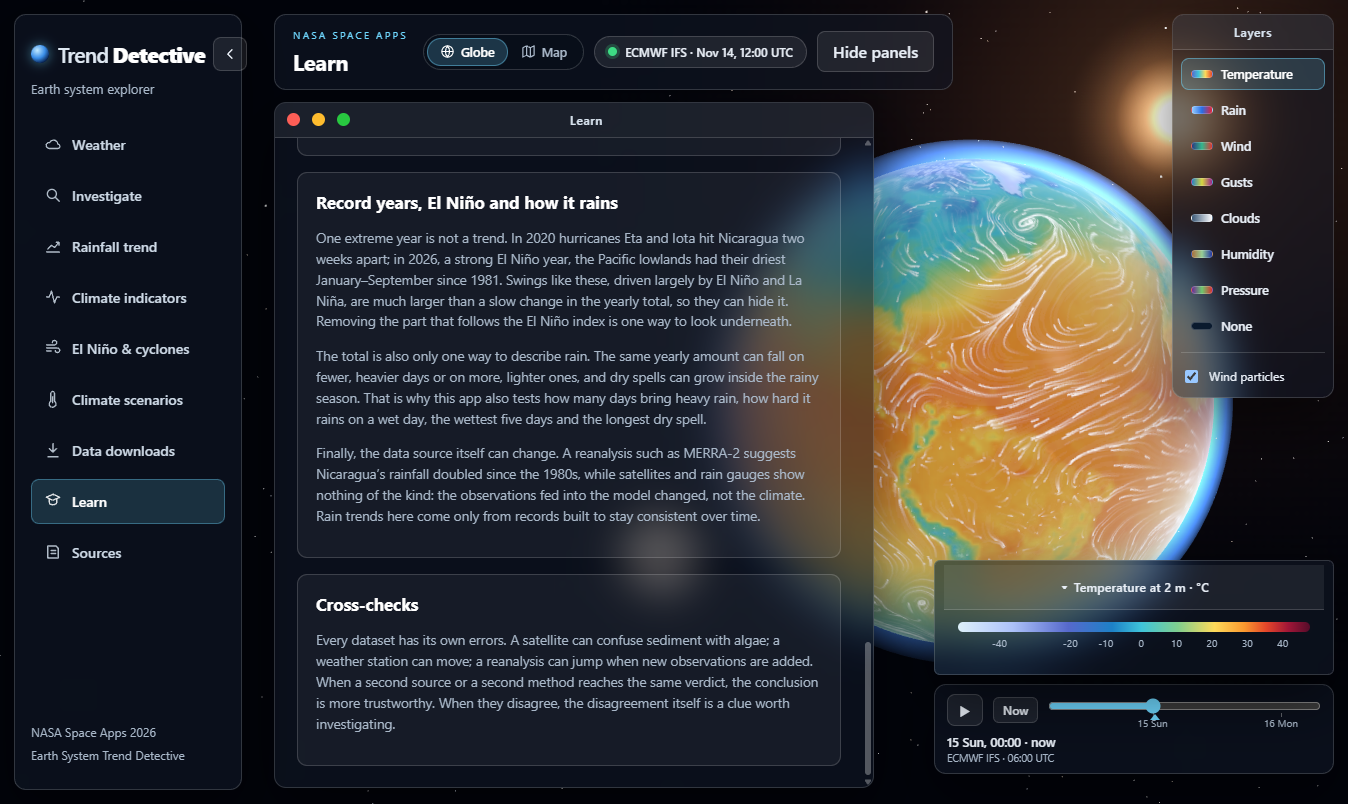 Trend Detective
Earth system explorer
Weather
Investigate
Rainfall trend
Climate indicators
El Niño & cyclones
Climate scenarios
Data downloads
Learn
Sources
NASA Space Apps 2026
Earth System Trend Detective
NASA SPACE APPS
Learn
Globe
Map
ECMWF IFS · Nov 14, 12:00 UTC
Hide panels
Learn
Record years, El Niño and how it rains
One extreme year is not a trend. In 2020 hurricanes Eta and Iota hit Nicaragua two
weeks apart; in 2026, a strong El Niño year, the Pacific lowlands had their driest
January–September since 1981. Swings like these, driven largely by El Niño and La
Niña, are much larger than a slow change in the yearly total, so they can hide it.
Removing the part that follows the El Niño index is one way to look underneath.
The total is also only one way to describe rain. The same yearly amount can fall on
fewer, heavier days or on more, lighter ones, and dry spells can grow inside the rainy
season. That is why this app also tests how many days bring heavy rain, how hard it
rains on a wet day, the wettest five days and the longest dry spell.
Finally, the data source itself can change. A reanalysis such as MERRA-2 suggests
Nicaragua's rainfall doubled since the 1980s, while satellites and rain gauges show
nothing of the kind: the observations fed into the model changed, not the climate.
Rain trends here come only from records built to stay consistent over time.
Cross-checks
Every dataset has its own errors. A satellite can confuse sediment with algae; a
weather station can move; a reanalysis can jump when new observations are added.
When a second source or a second method reaches the same verdict, the conclusion
is more trustworthy. When they disagree, the disagreement itself is a clue worth
investigating.
Layers
Temperature
Rain
Wind
Gusts
Clouds
Humidity
Pressure
None
Wind particles
Temperature at 2 m · °C
-40 -20 -10 0 10 20 30 40
Now
15 Sun 16 Mon
15 Sun, 00:00 · now
ECMWF IFS · 06:00 UTC